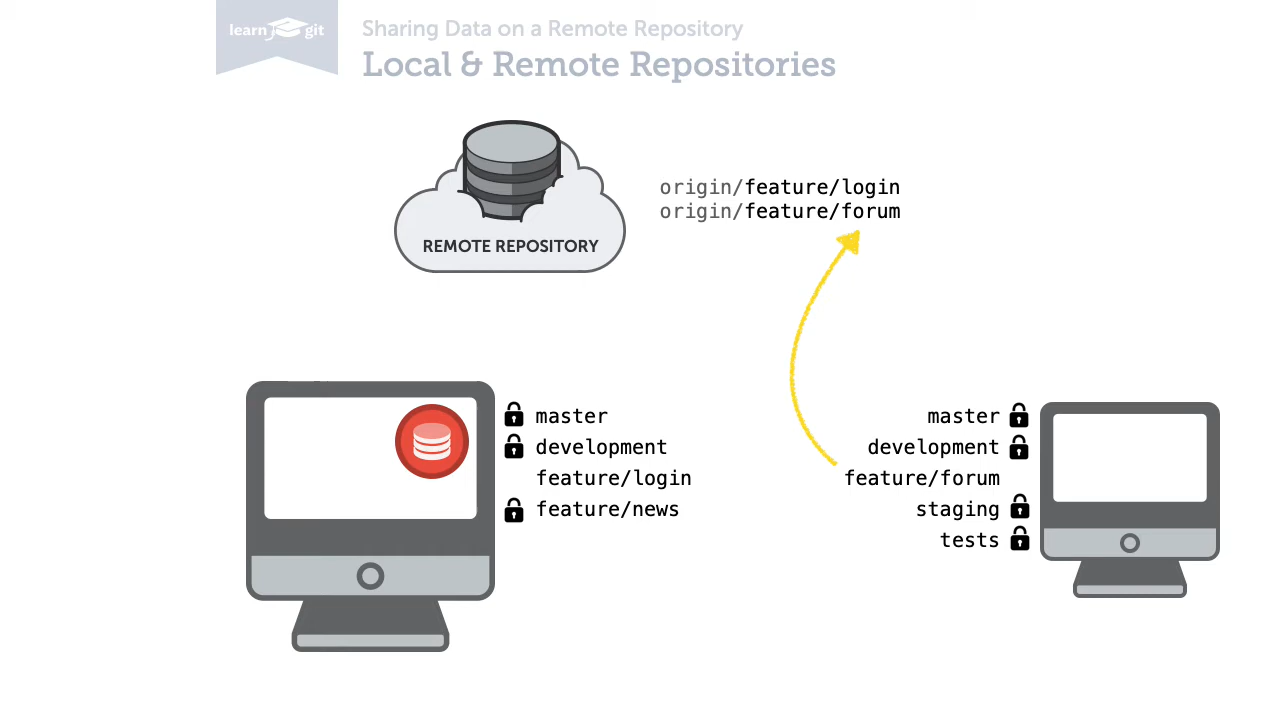 learn git
Sharing Data on a Remote Repository
Local & Remote Repositories
origin/feature/login
origin/feature/forum
REMOTE REPOSITORY
master
development
feature/login
feature/news
master
development
feature/forum
staging
tests